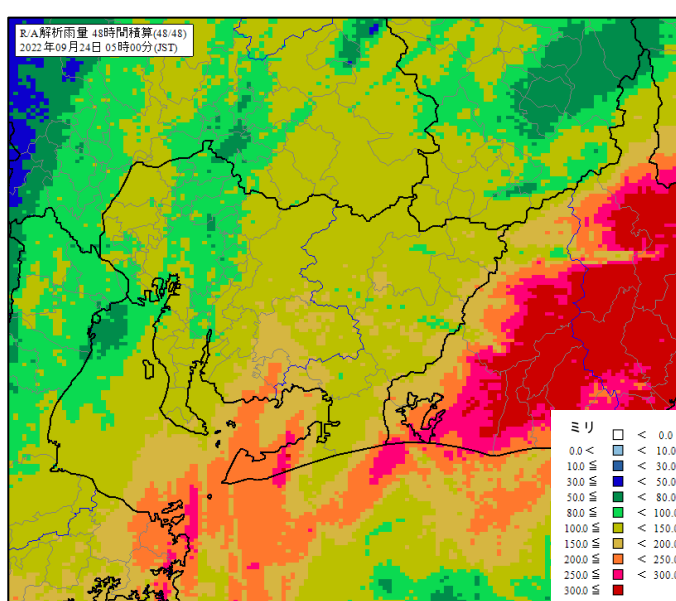 R/A解析雨量 48時間積算(48/48)
2022年09月24日 05時00分(JST)
ミリ
< 0.0
0.0 < < 10.0
10.0 ≦ < 30.0
30.0 ≦ < 50.0
50.0 ≦ < 80.0
80.0 ≦ < 100.0
100.0 ≦ < 150.0
150.0 ≦ < 200.0
200.0 ≦ < 250.0
250.0 ≦ < 300.0
300.0 ≦